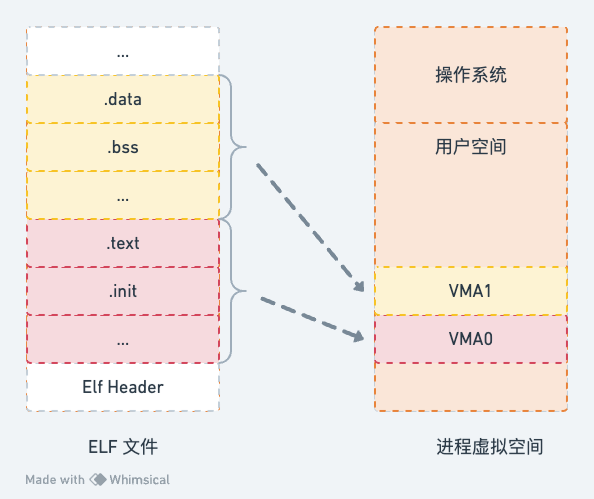 ...
.data
.bss
...
.text
.init
...
Elf Header
ELF 文件
操作系统
用户空间
VMA1
VMA0
进程虚拟空间
Made with Whimsical